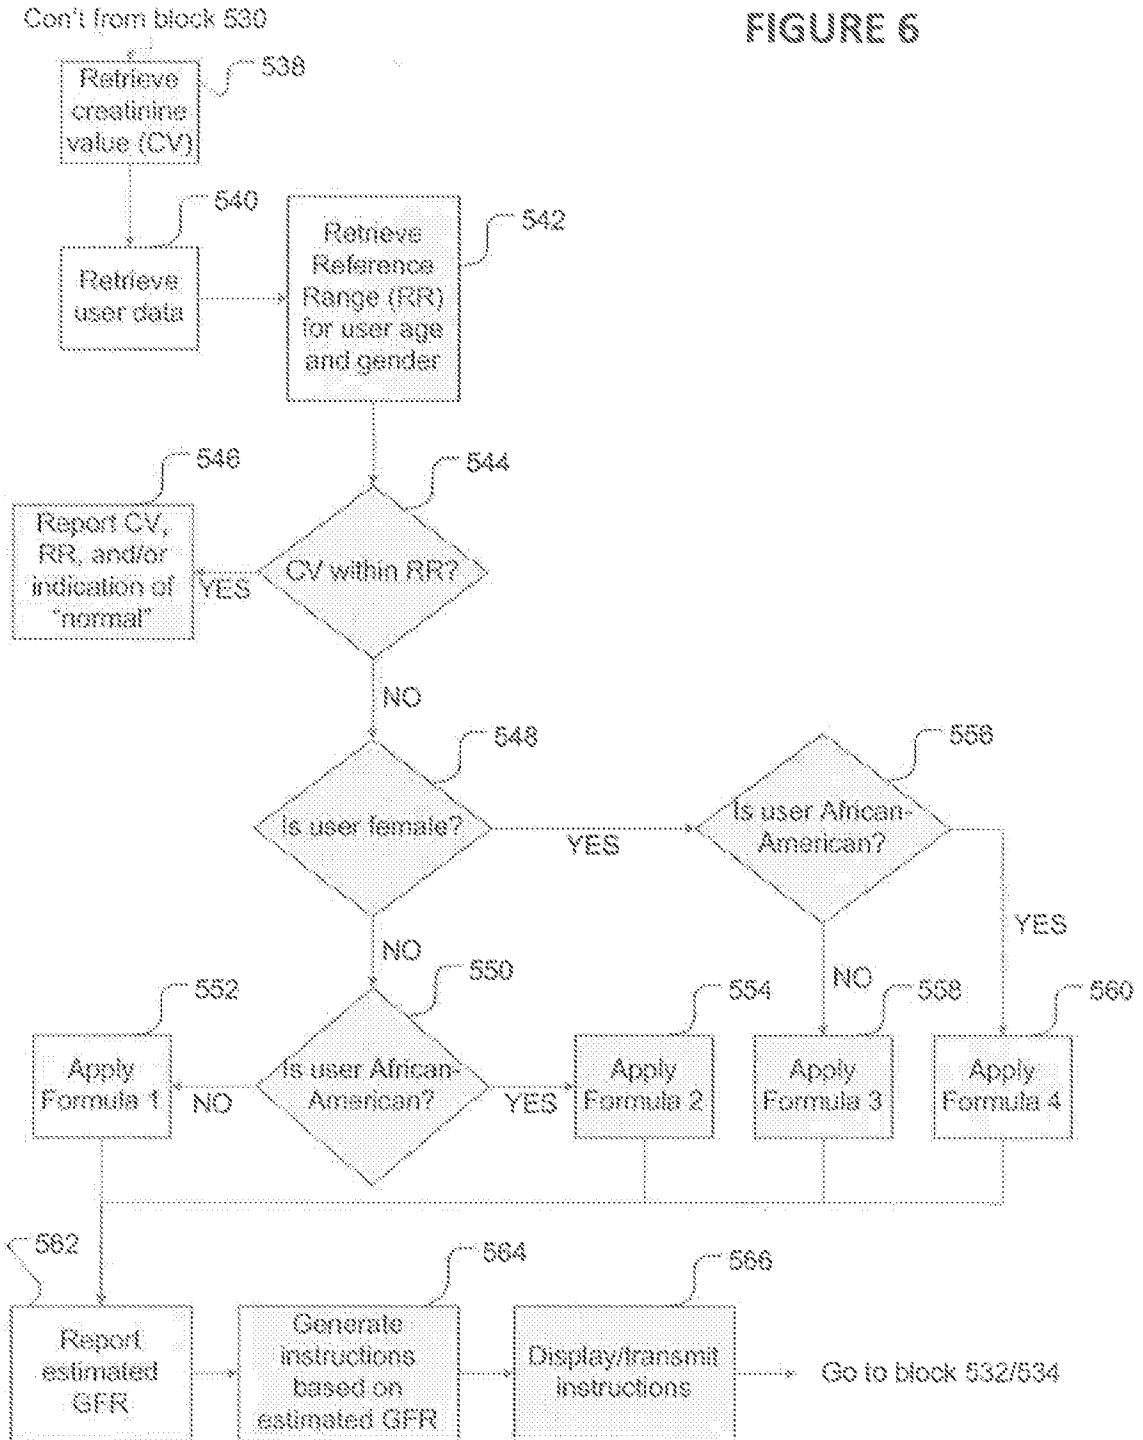 Con't from block 530
FIGURE 6
538
Retrieve
creatinine
value (CV)
540
Retrieve
user data
542
Retrieve
Reference
Range (RR)
for user age
and gender
546
Report CV,
RR, and/or
indication of
"normal"
544
CV within RR?
YES
NO
548
Is user female?
YES
556
Is user African-
American?
NO
YES
NO
550
Is user African-
American?
NO
YES
552
Apply
Formula 1
554
Apply
Formula 2
558
Apply
Formula 3
560
Apply
Formula 4
562
Report
estimated
GFR
564
Generate
instructions
based on
estimated GFR
566
Display/transmit
instructions
Go to block 532/534